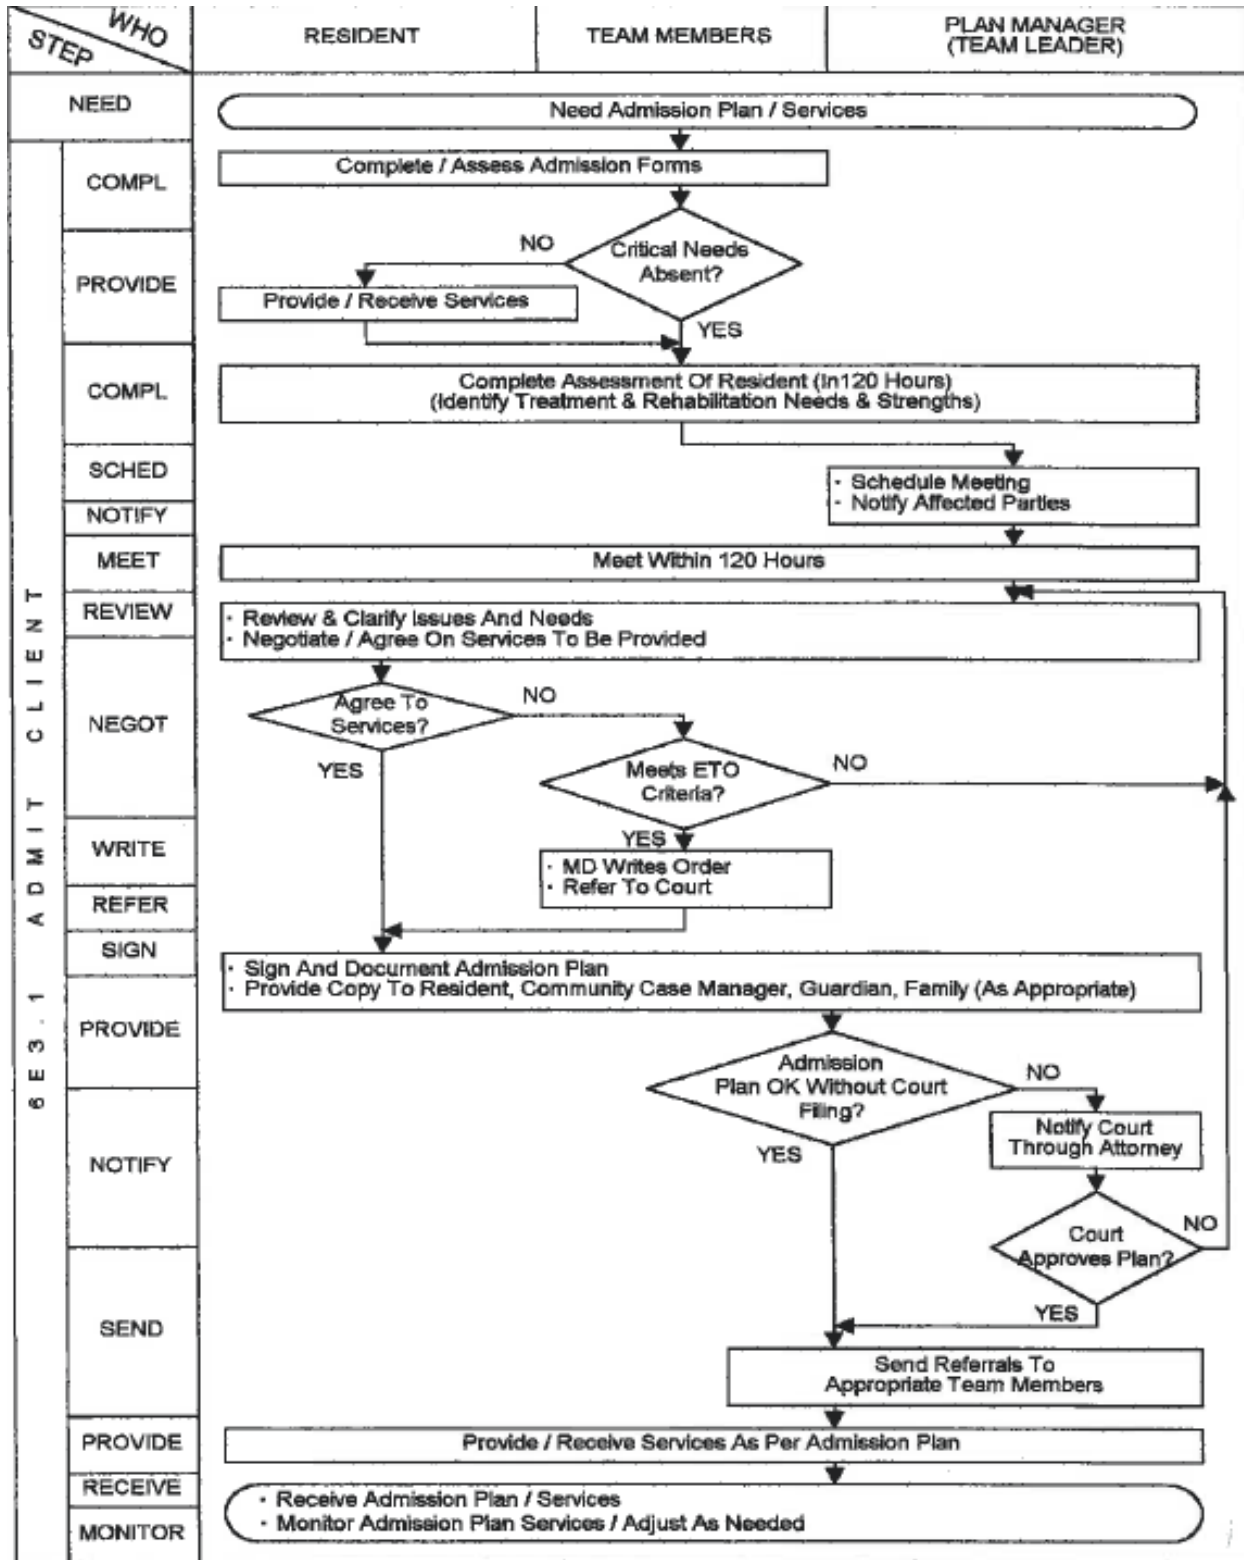 WHO
STEP
RESIDENT
TEAM MEMBERS
PLAN MANAGER
(TEAM LEADER)
NEED
Need Admission Plan / Services
6E3.1 ADMIT CLIENT
COMPL
Complete / Assess Admission Forms
PROVIDE
Critical Needs
Absent?
NO
YES
Provide / Receive Services
COMPL
Complete Assessment Of Resident (In120 Hours)
(Identify Treatment & Rehabilitation Needs & Strengths)
SCHED
· Schedule Meeting
NOTIFY
· Notify Affected Parties
MEET
Meet Within 120 Hours
REVIEW
· Review & Clarify Issues And Needs
· Negotiate / Agree On Services To Be Provided
NEGOT
Agree To
Services?
NO
YES
Meets ETO
Criteria?
NO
YES
WRITE
· MD Writes Order
· Refer To Court
REFER
SIGN
· Sign And Document Admission Plan
· Provide Copy To Resident, Community Case Manager, Guardian, Family (As Appropriate)
PROVIDE
Admission
Plan OK Without Court
Filing?
NO
YES
NOTIFY
Notify Court
Through Attorney
Court
Approves Plan?
NO
YES
SEND
Send Referrals To
Appropriate Team Members
PROVIDE
Provide / Receive Services As Per Admission Plan
RECEIVE
· Receive Admission Plan / Services
MONITOR
· Monitor Admission Plan Services / Adjust As Needed